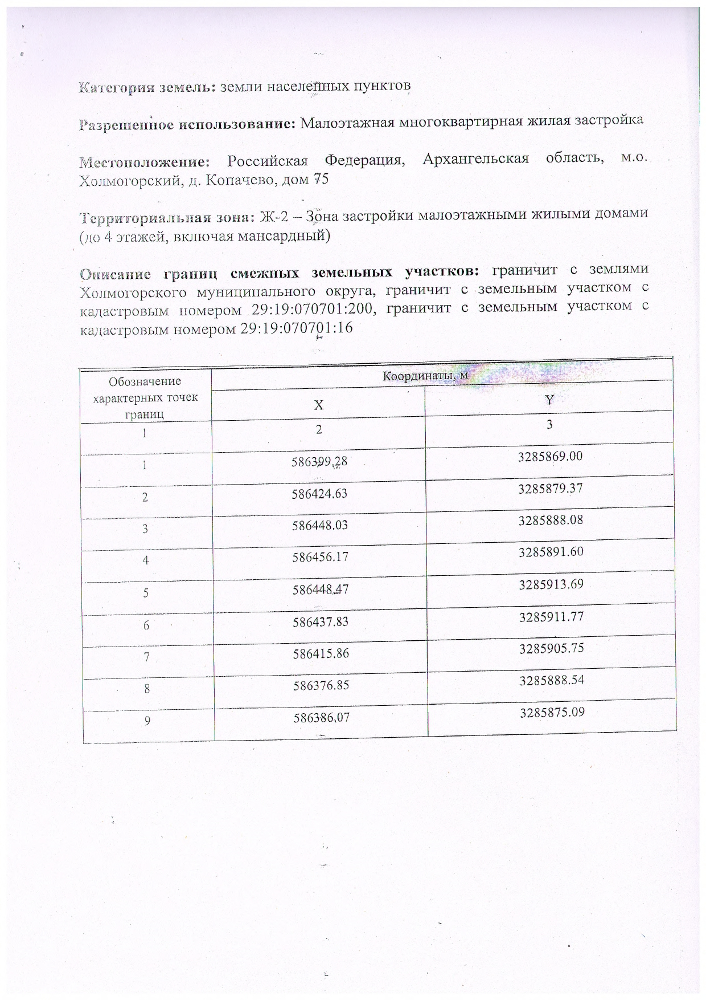 Категория земель: земли населенных пунктов
Разрешенное использование: Малоэтажная многоквартирная жилая застройка
Местоположение: Российская Федерация, Архангельская область, м.о.
Холмогорский, д. Копачево, дом 75
Территориальная зона: Ж-2 – Зона застройки малоэтажными жилыми домами
(до 4 этажей, включая мансардный)
Описание границ смежных земельных участков: граничит с землями
Холмогорского муниципального округа, граничит с земельным участком с
кадастровым номером 29:19:070701:200, граничит с земельным участком с
кадастровым номером 29:19:070701:16
Обозначение
характерных точек
границ
Координаты, м
X Y
1 2 3
1 586399.28 3285869.00
2 586424.63 3285879.37
3 586448.03 3285888.08
4 586456.17 3285891.60
5 586448.47 3285913.69
6 586437.83 3285911.77
7 586415.86 3285905.75
8 586376.85 3285888.54
9 586386.07 3285875.09